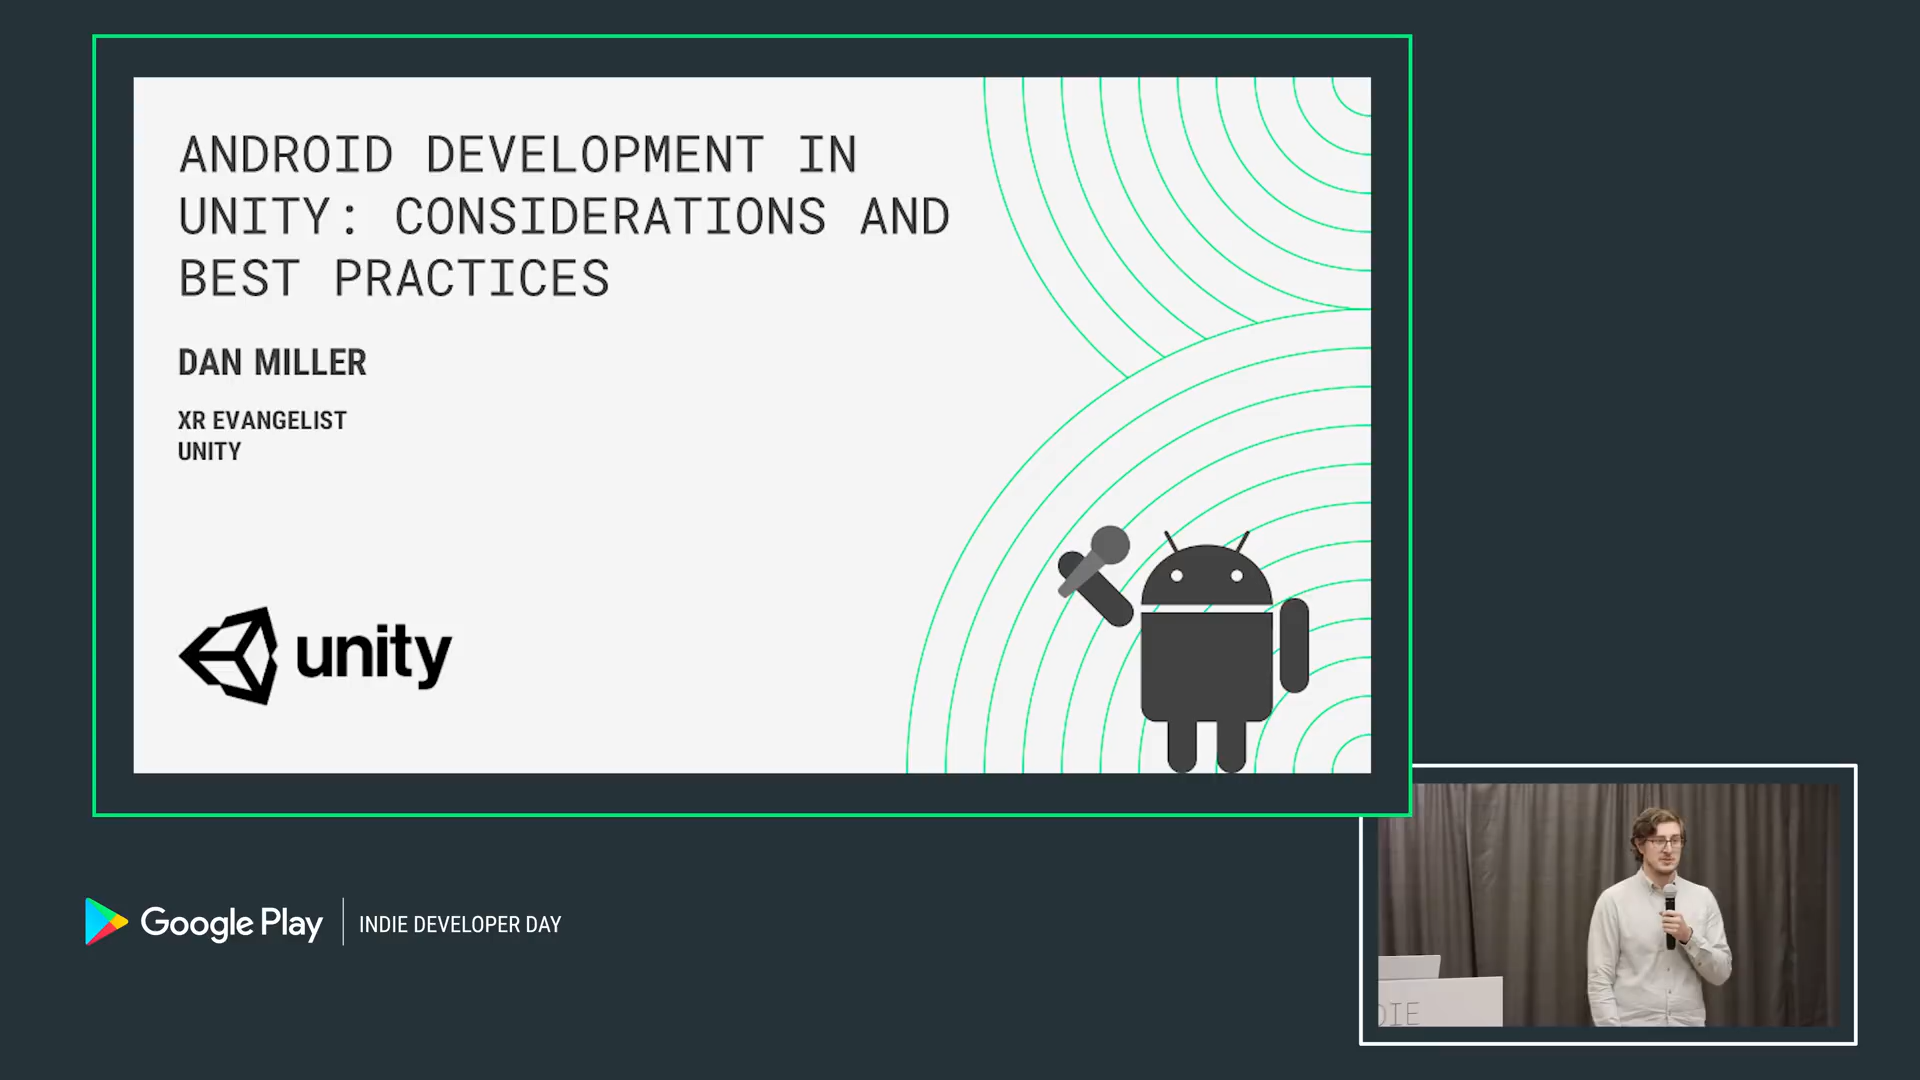 ANDROID DEVELOPMENT IN
UNITY: CONSIDERATIONS AND
BEST PRACTICES
DAN MILLER
XR EVANGELIST
UNITY
unity
Google Play
INDIE DEVELOPER DAY